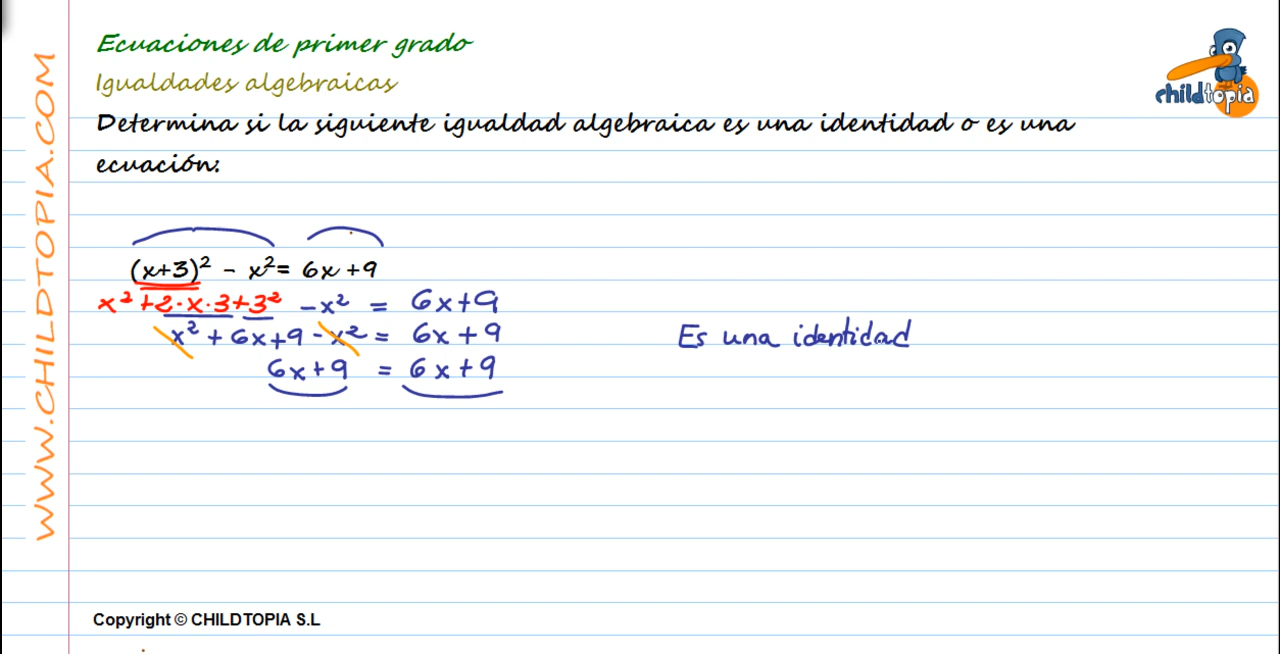 WWW.CHILDTOPIA.COM
Ecuaciones de primer grado
Igualdades algebraicas
childtopia
Determina si la siguiente igualdad algebraica es una identidad o es una
ecuación:
(x+3)² - x² = 6x +9
x² +2·x·3+3² -x² = 6x+9
x² + 6x+9 -x² = 6x+9
Es una identidad
6x+9 = 6x+9
Copyright © CHILDTOPIA S.L